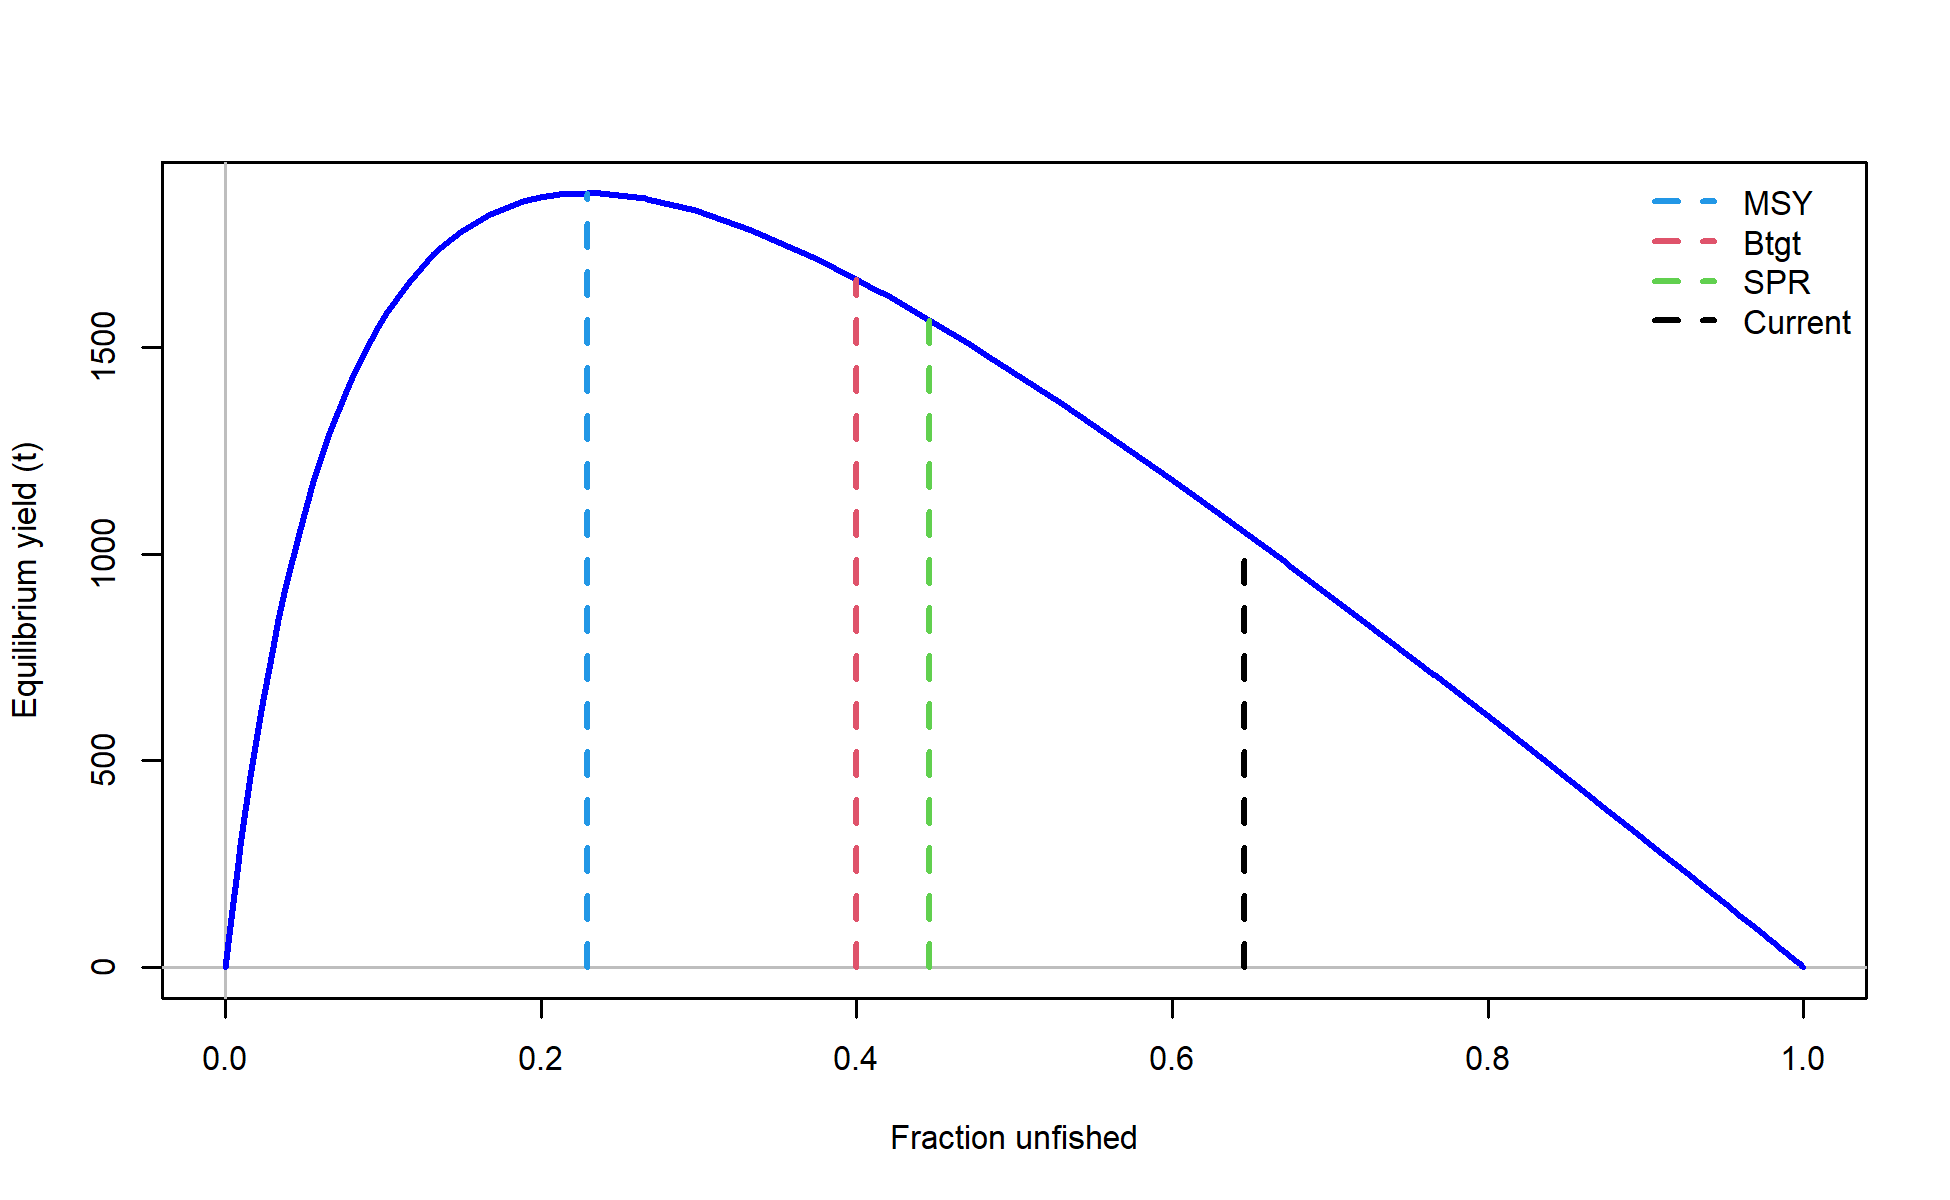 MSY
Btgt
SPR
Current
Equilibrium yield (t)
1500
1000
500
0
0.0 0.2 0.4 0.6 0.8 1.0
Fraction unfished